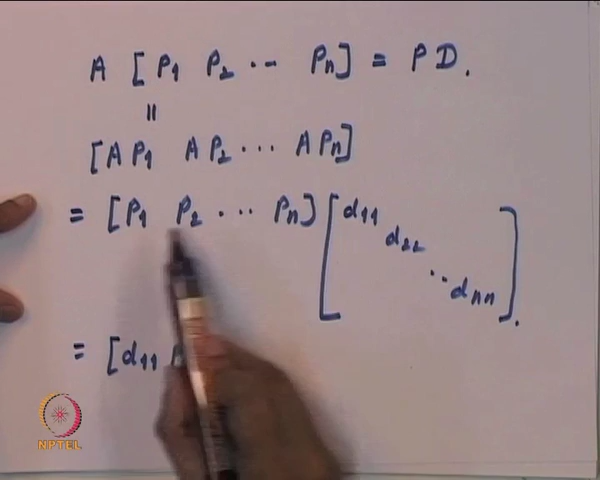 A [P1 P2 ·· Pn] = PD.
=
[AP1 AP2 ··· APn]
= [P1 P2 ··· Pn] [d11 d22 ·· dnn].
= [d11
NPTEL